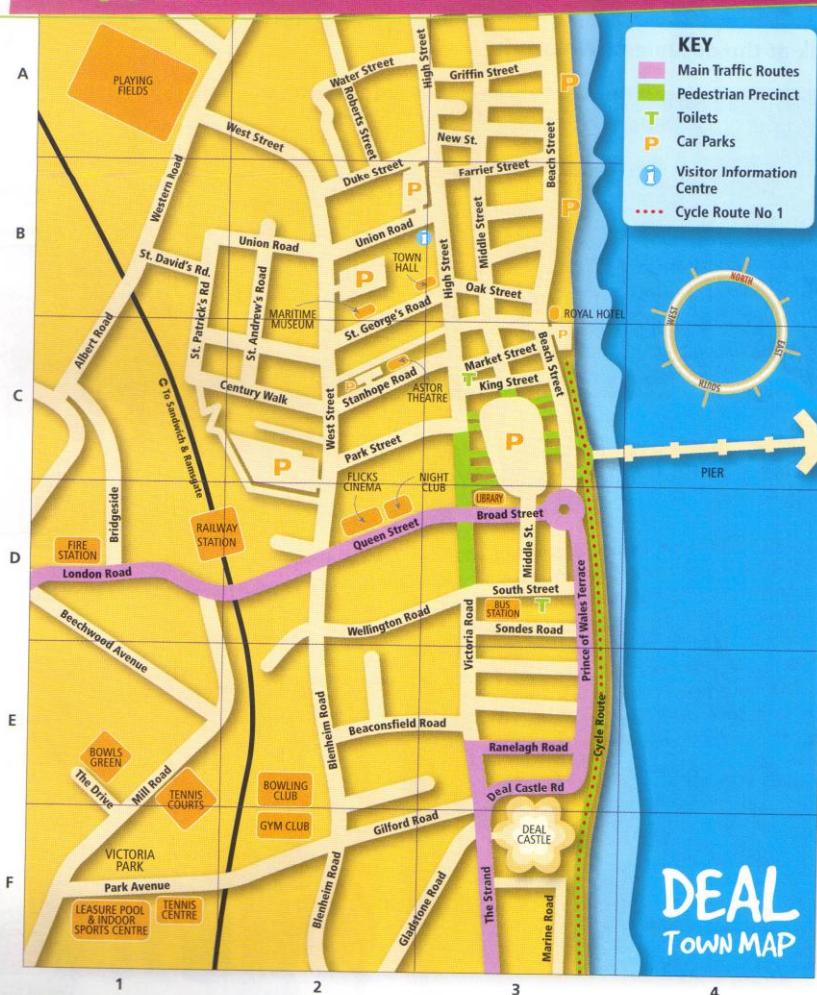 A
B
C
D
E
F
1
2
3
4
KEY
Main Traffic Routes
Pedestrian Precinct
T Toilets
P Car Parks
i Visitor Information
Centre
Cycle Route No 1
NORTH
EAST
SOUTH
WEST
PLAYING
FIELDS
Water Street
Roberts Street
High Street
Griffin Street
P
West Street
New St.
Duke Street
Farrier Street
Beach Street
Western Road
P
P
Union Road
Union Road
i
Middle Street
St. David's Rd.
TOWN
HALL
P
High Street
Oak Street
St. Patrick's Rd
St. Andrew's Road
MARITIME
MUSEUM
St. George's Road
ROYAL HOTEL
P
Albert Road
Market Street
Beach Street
T
King Street
ASTOR
THEATRE
P
Stanhope Road
Century Walk
To Sandwich & Ramsgate
West Street
Park Street
P
P
PIER
FLICKS
CINEMA
NIGHT
CLUB
LIBRARY
Broad Street
Queen Street
Bridgeside
RAILWAY
STATION
FIRE
STATION
London Road
Middle St.
South Street
BUS
STATION
T
Prince of Wales Terrace
Wellington Road
Victoria Road
Sondes Road
Beechwood Avenue
Blenheim Road
Beaconsfield Road
Cycle Route
Ranelagh Road
BOWLS
GREEN
The Drive
Mill Road
TENNIS
COURTS
BOWLING
CLUB
Deal Castle Rd
GYM CLUB
Gilford Road
DEAL
CASTLE
VICTORIA
PARK
Park Avenue
LEASURE POOL
& INDOOR
SPORTS CENTRE
TENNIS
CENTRE
Blenheim Road
Gladstone Road
The Strand
Marine Road
DEAL
TOWN MAP